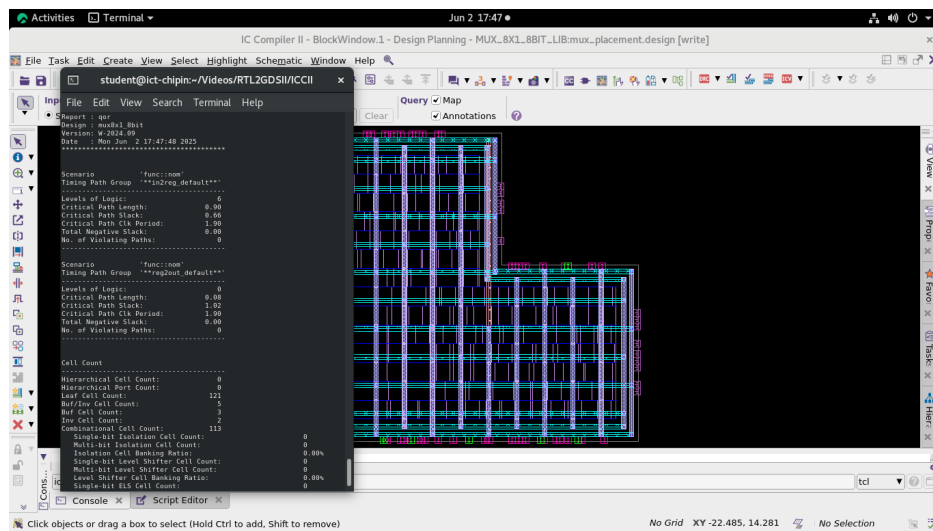 Activities Terminal Jun 2 17:47
IC Compiler II - BlockWindow.1 - Design Planning - MUX_8X1_8BIT_LIB:mux_placement.design [write]
File Task Edit Create View Select Highlight Schematic Window Help
student@ict-chipin:~/Videos/RTL2GDSII/ICCII
File Edit View Search Terminal Help
Query Map
Clear Annotations
Report : qor
Design : mux8x1_8bit
Version: W-2024.09
Date : Mon Jun 2 17:47:48 2025
****************************************
Scenario 'func::nom'
Timing Path Group '**in2reg_default**'
----------------------------------------
Levels of Logic: 6
Critical Path Length: 0.90
Critical Path Slack: 0.66
Critical Path Clk Period: 1.90
Total Negative Slack: 0.00
No. of Violating Paths: 0
----------------------------------------
Scenario 'func::nom'
Timing Path Group '**reg2out_default**'
----------------------------------------
Levels of Logic: 0
Critical Path Length: 0.08
Critical Path Slack: 1.02
Critical Path Clk Period: 1.90
Total Negative Slack: 0.00
No. of Violating Paths: 0
----------------------------------------
Cell Count
----------------------------------------
Hierarchical Cell Count: 0
Hierarchical Port Count: 0
Leaf Cell Count: 121
Buf/Inv Cell Count: 5
Buf Cell Count: 3
Inv Cell Count: 2
Combinational Cell Count: 113
Single-bit Isolation Cell Count: 0
Multi-bit Isolation Cell Count: 0
Isolation Cell Banking Ratio: 0.00%
Single-bit Level Shifter Cell Count: 0
Multi-bit Level Shifter Cell Count: 0
Level Shifter Cell Banking Ratio: 0.00%
Single-bit ELS Cell Count: 0
View
Prop
Favo
Task
Hier
Cons...
tcl
Console Script Editor
Click objects or drag a box to select (Hold Ctrl to add, Shift to remove) No Grid XY -22.485, 14.281 No Selection